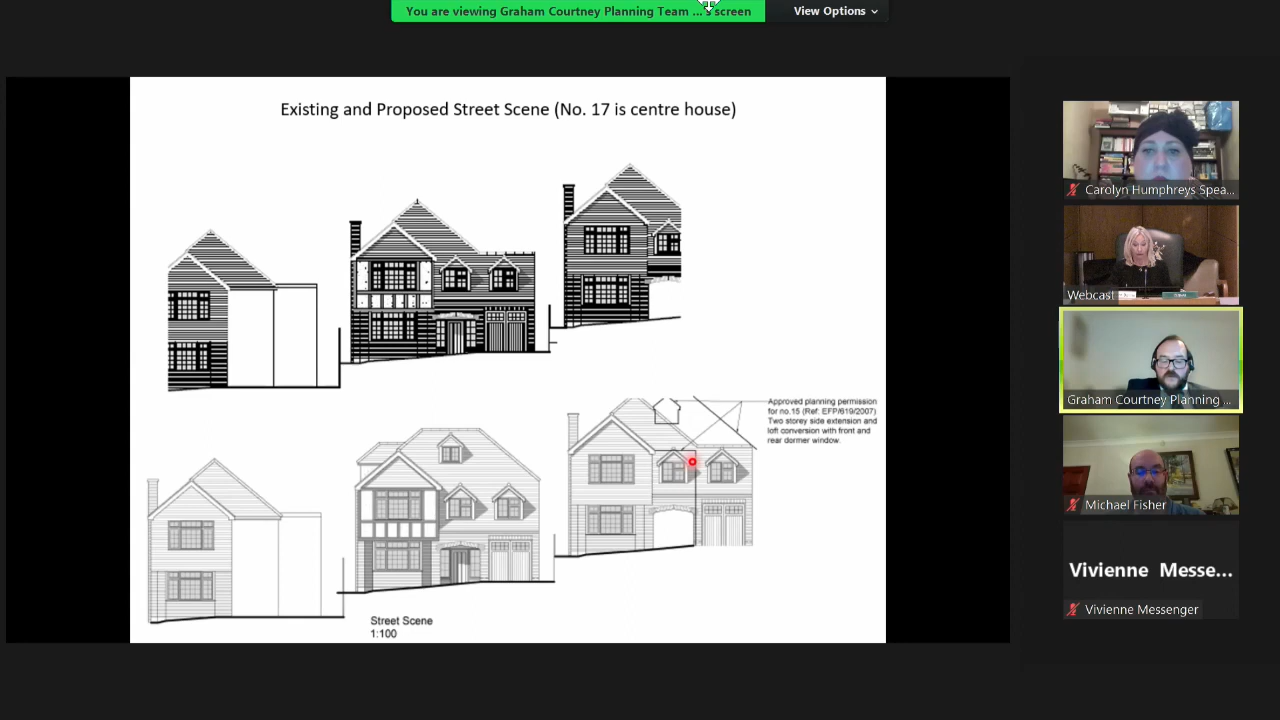 You are viewing Graham Courtney Planning Team ...'s screen
View Options
Existing and Proposed Street Scene (No. 17 is centre house)
Approved planning permission
for no.15 (Ref: EFP/619/2007)
Two storey side extension and
loft conversion with front and
rear dormer window.
Street Scene
1:100
Carolyn Humphreys Spea...
Webcast
Graham Courtney Planning ...
Michael Fisher
Vivienne Messe...
Vivienne Messenger